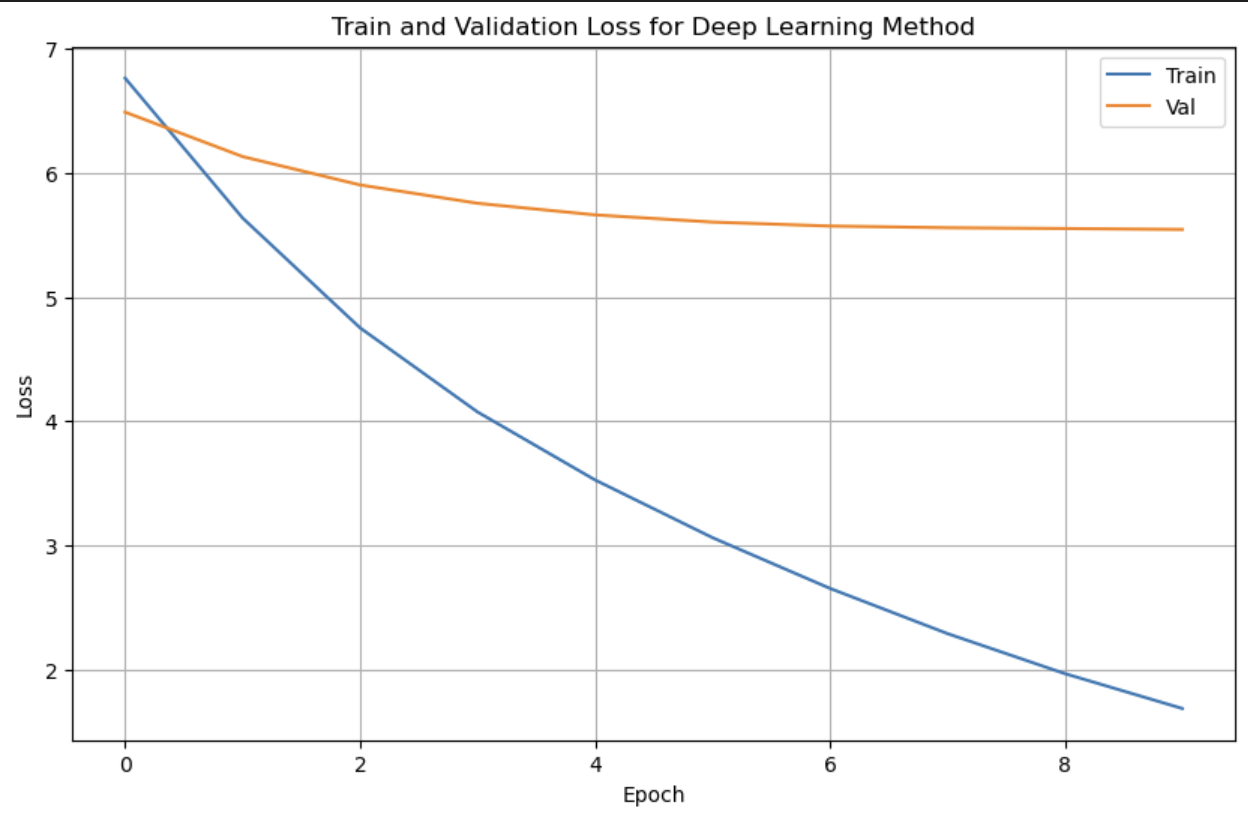 Train and Validation Loss for Deep Learning Method
Train
Val
7
6
5
4
3
2
Loss
0 2 4 6 8
Epoch